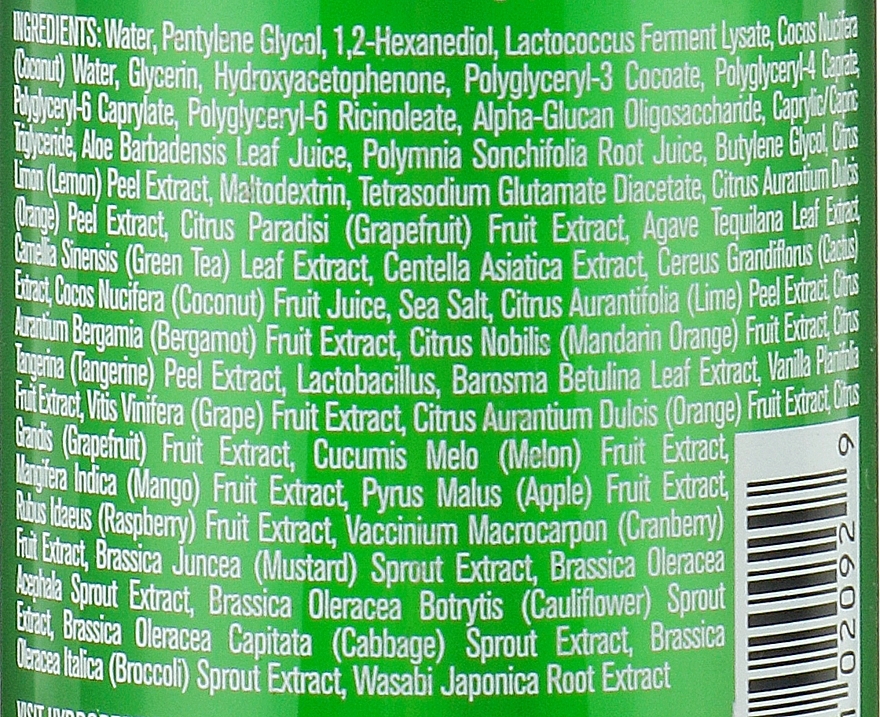 INGREDIENTS: Water, Pentylene Glycol, 1,2-Hexanediol, Lactococcus Ferment Lysate, Cocos Nucifera
(Coconut) Water, Glycerin, Hydroxyacetophenone, Polyglyceryl-3 Cocoate, Polyglyceryl-4 Caprate,
Polyglyceryl-6 Caprylate, Polyglyceryl-6 Ricinoleate, Alpha-Glucan Oligosaccharide, Caprylic/Capric
Triglyceride, Aloe Barbadensis Leaf Juice, Polymnia Sonchifolia Root Juice, Butylene Glycol, Citrus
Limon (Lemon) Peel Extract, Maltodextrin, Tetrasodium Glutamate Diacetate, Citrus Aurantium Dulcis
(Orange) Peel Extract, Citrus Paradisi (Grapefruit) Fruit Extract, Agave Tequilana Leaf Extract,
Camellia Sinensis (Green Tea) Leaf Extract, Centella Asiatica Extract, Cereus Grandiflorus (Cactus)
Extract, Cocos Nucifera (Coconut) Fruit Juice, Sea Salt, Citrus Aurantifolia (Lime) Peel Extract, Citrus
Aurantium Bergamia (Bergamot) Fruit Extract, Citrus Nobilis (Mandarin Orange) Fruit Extract, Citrus
Tangerina (Tangerine) Peel Extract, Lactobacillus, Barosma Betulina Leaf Extract, Vanilla Planifolia
Fruit Extract, Vitis Vinifera (Grape) Fruit Extract, Citrus Aurantium Dulcis (Orange) Fruit Extract, Citrus
Grandis (Grapefruit) Fruit Extract, Cucumis Melo (Melon) Fruit Extract,
Mangifera Indica (Mango) Fruit Extract, Pyrus Malus (Apple) Fruit Extract,
Rubus Idaeus (Raspberry) Fruit Extract, Vaccinium Macrocarpon (Cranberry)
Fruit Extract, Brassica Juncea (Mustard) Sprout Extract, Brassica Oleracea
Acephala Sprout Extract, Brassica Oleracea Botrytis (Cauliflower) Sprout
Extract, Brassica Oleracea Capitata (Cabbage) Sprout Extract, Brassica
Oleracea Italica (Broccoli) Sprout Extract, Wasabi Japonica Root Extract
VISIT
02092 9